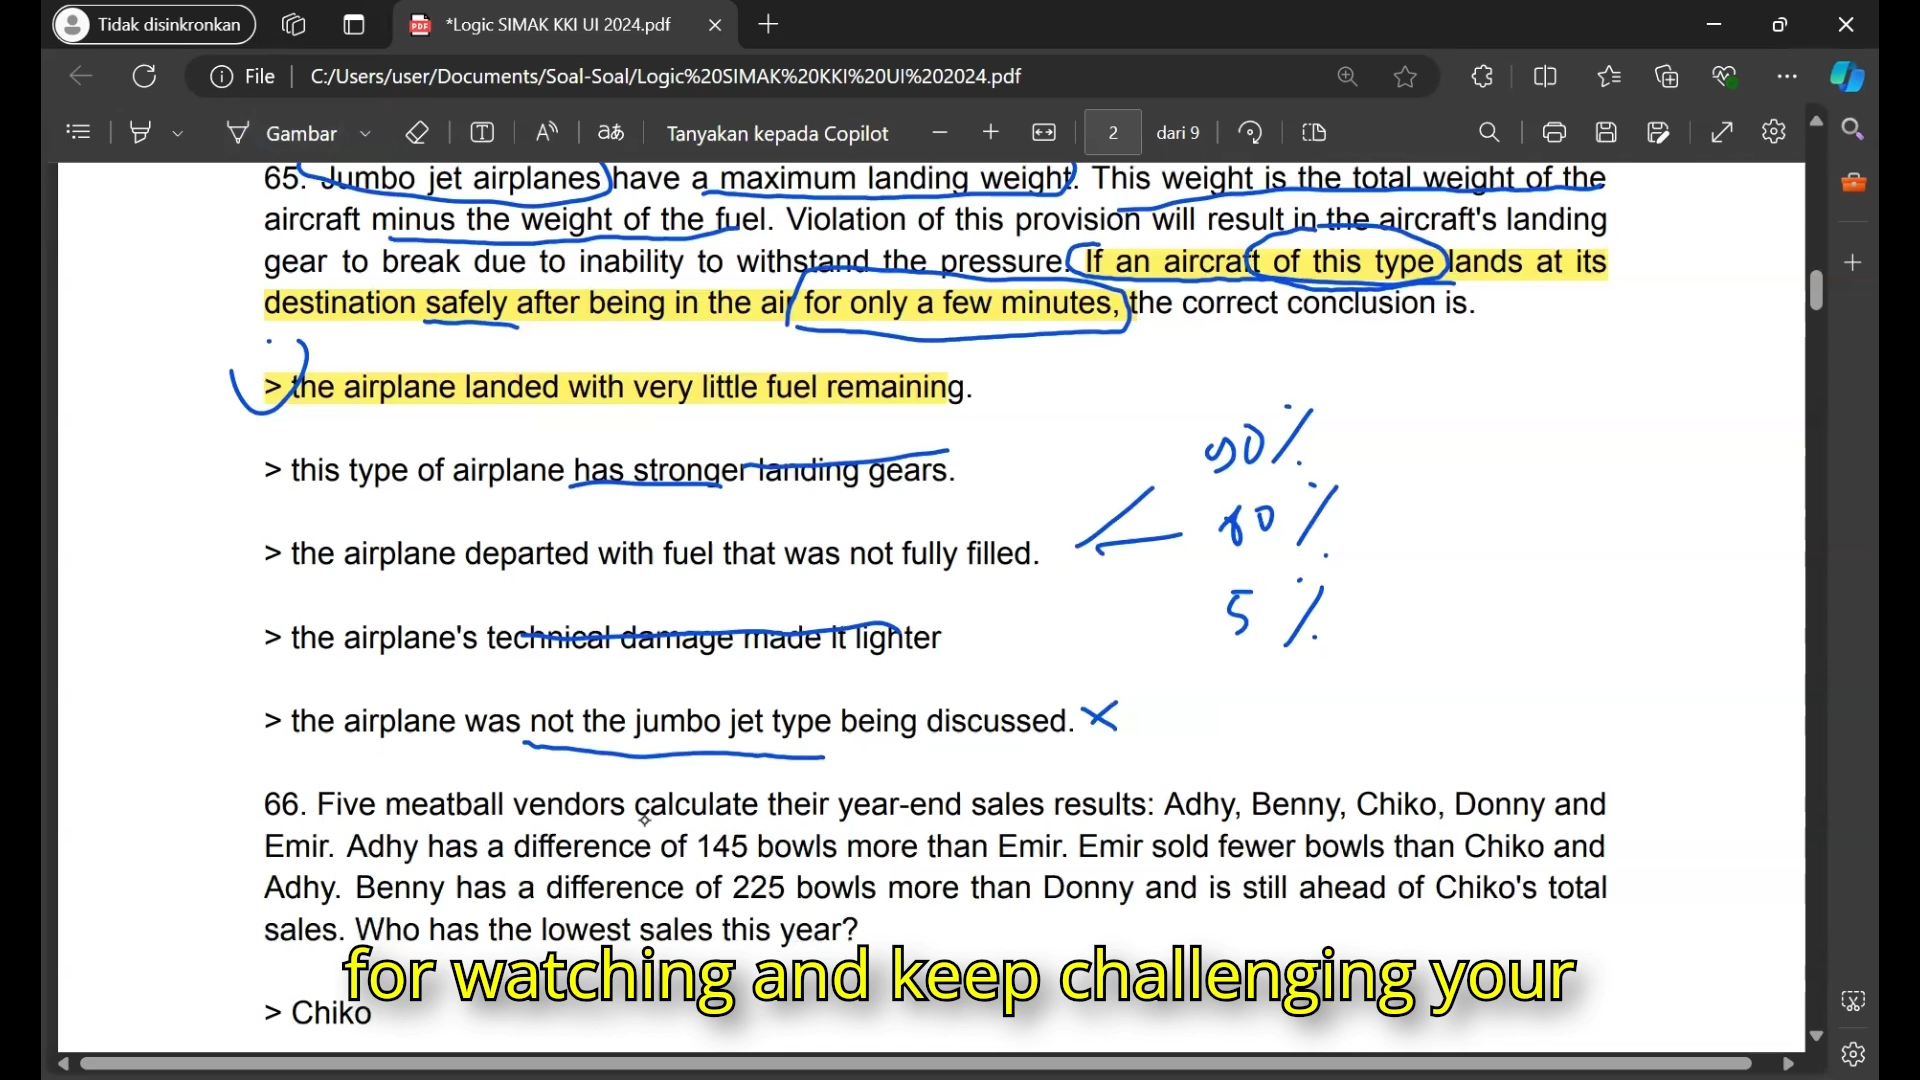 Tidak disinkronkan
*Logic SIMAK KKI UI 2024.pdf
File
C:/Users/user/Documents/Soal-Soal/Logic%20SIMAK%20KKI%20UI%202024.pdf
Gambar
Tanyakan kepada Copilot
2
dari 9
65. Jumbo jet airplanes have a maximum landing weight. This weight is the total weight of the
aircraft minus the weight of the fuel. Violation of this provision will result in the aircraft's landing
gear to break due to inability to withstand the pressure. If an aircraft of this type lands at its
destination safely after being in the air for only a few minutes, the correct conclusion is.
> the airplane landed with very little fuel remaining.
90%
> this type of airplane has stronger landing gears.
80%
> the airplane departed with fuel that was not fully filled.
5%
> the airplane's technical damage made it lighter
> the airplane was not the jumbo jet type being discussed.
66. Five meatball vendors calculate their year-end sales results: Adhy, Benny, Chiko, Donny and
Emir. Adhy has a difference of 145 bowls more than Emir. Emir sold fewer bowls than Chiko and
Adhy. Benny has a difference of 225 bowls more than Donny and is still ahead of Chiko's total
sales. Who has the lowest sales this year?
for watching and keep challenging your
> Chiko